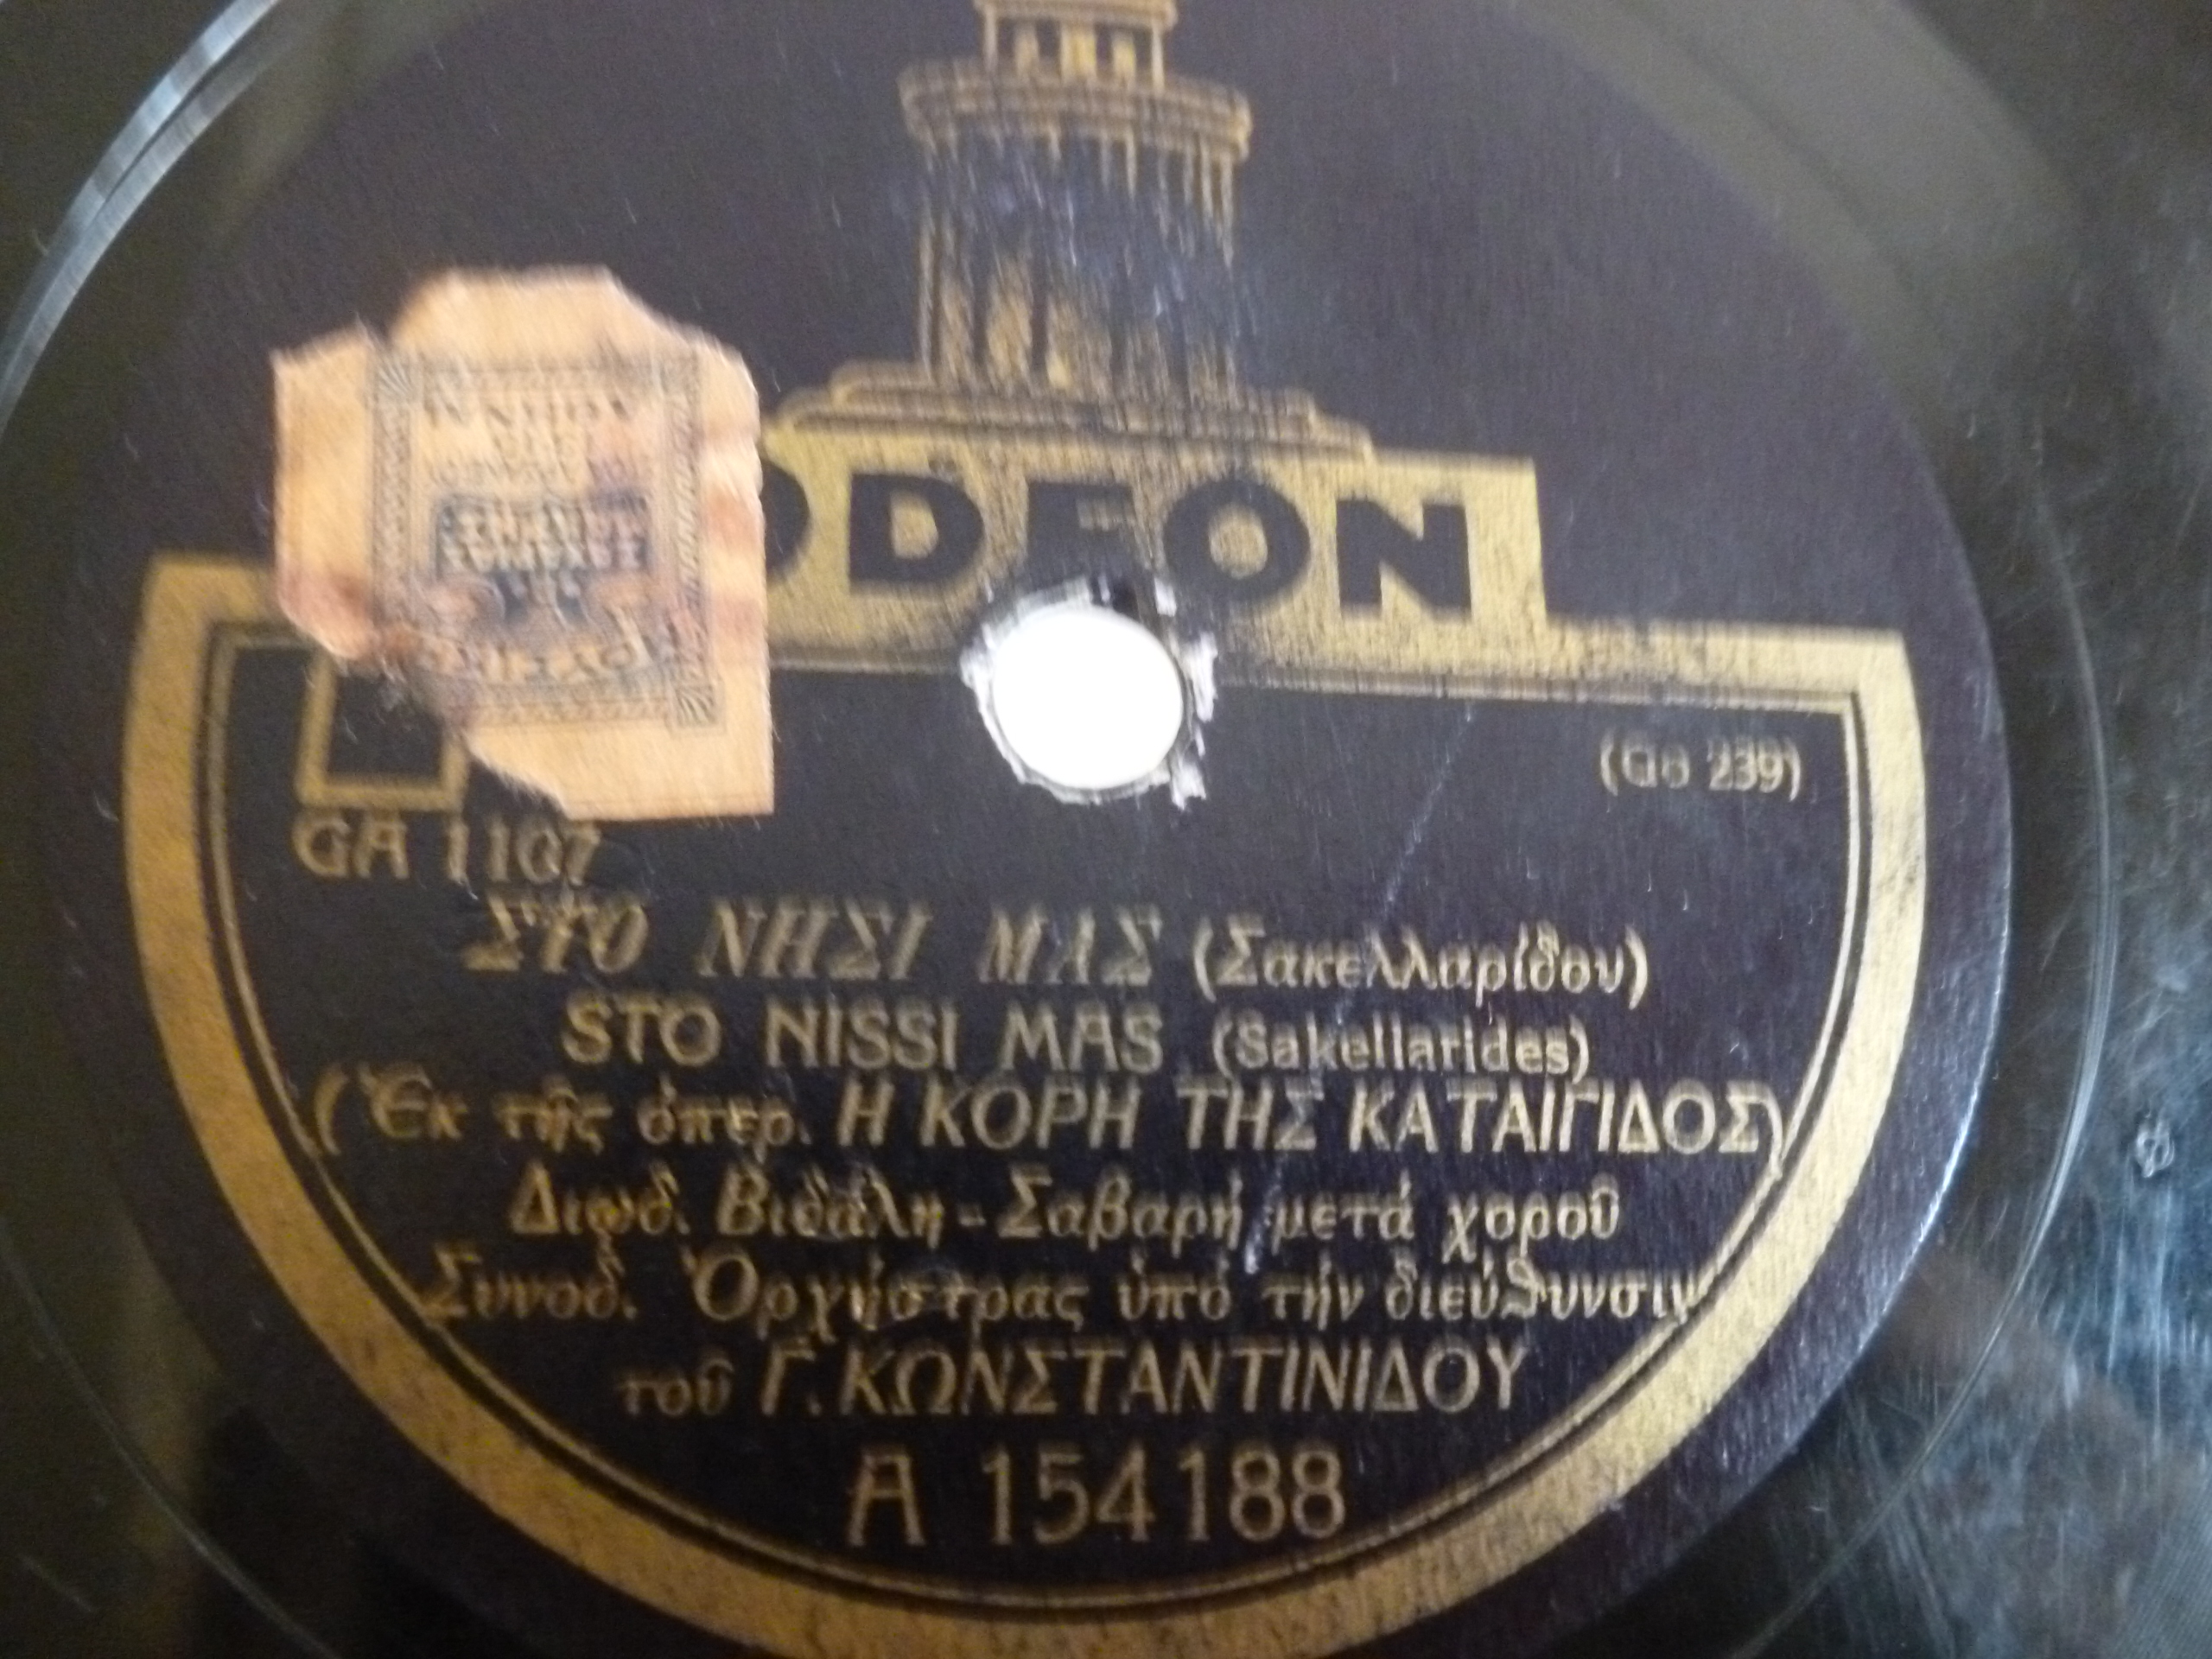 ODEON
(Go 239)
GA 1107
ΣΤΟ ΝΗΣΙ ΜΑΣ (Σακελλαρίδου)
STO NISSI MAS (Sakellarides)
(Ἐκ τῆς ὀπερ. Η ΚΟΡΗ ΤΗΣ ΚΑΤΑΙΓΙΔΟΣ)
Διῳδ. Βιδάλη - Σαβαρή μετά χοροῦ
Συνοδ. Ὀρχήστρας ὑπό τήν διεύθυνσιν
τοῦ Γ. ΚΩΝΣΤΑΝΤΙΝΙΔΟΥ
A 154188